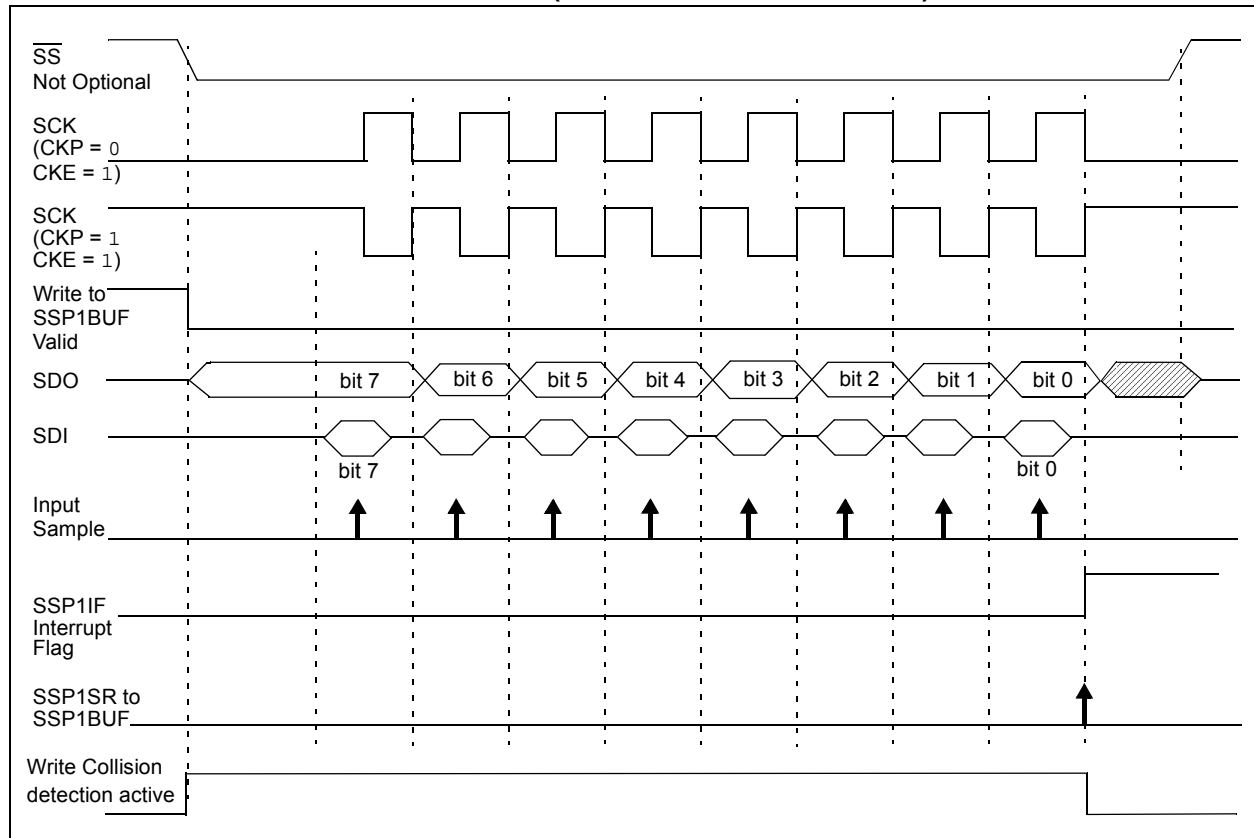 SS
Not Optional
SCK
(CKP = 0
CKE = 1)
SCK
(CKP = 1
CKE = 1)
Write to
SSP1BUF
Valid
SDO
bit 7
bit 6
bit 5
bit 4
bit 3
bit 2
bit 1
bit 0
SDI
bit 7
bit 0
Input
Sample
SSP1IF
Interrupt
Flag
SSP1SR to
SSP1BUF
Write Collision
detection active